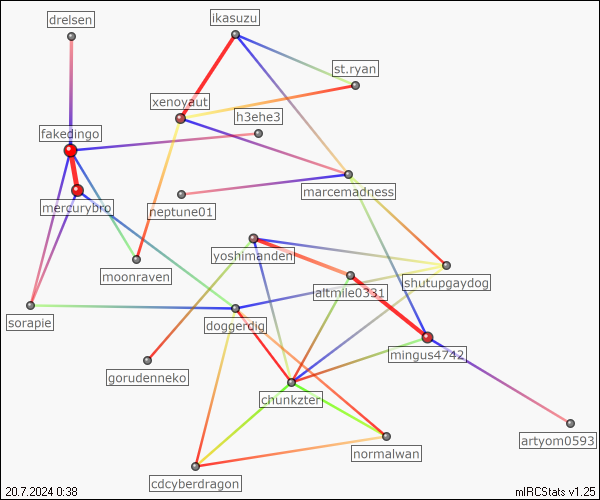 ikasuzu
drelsen
st.ryan
xenoyaut
h3ehe3
fakedingo
marcemadness
mercurybro
neptune01
yoshimanden
moonraven
shutupgaydog
altmile0331
sorapie
doggerdig
mingus4742
gorudenneko
chunkzter
artyom0593
normalwan
cdcyberdragon
20.7.2024 0:38
mIRCStats v1.25